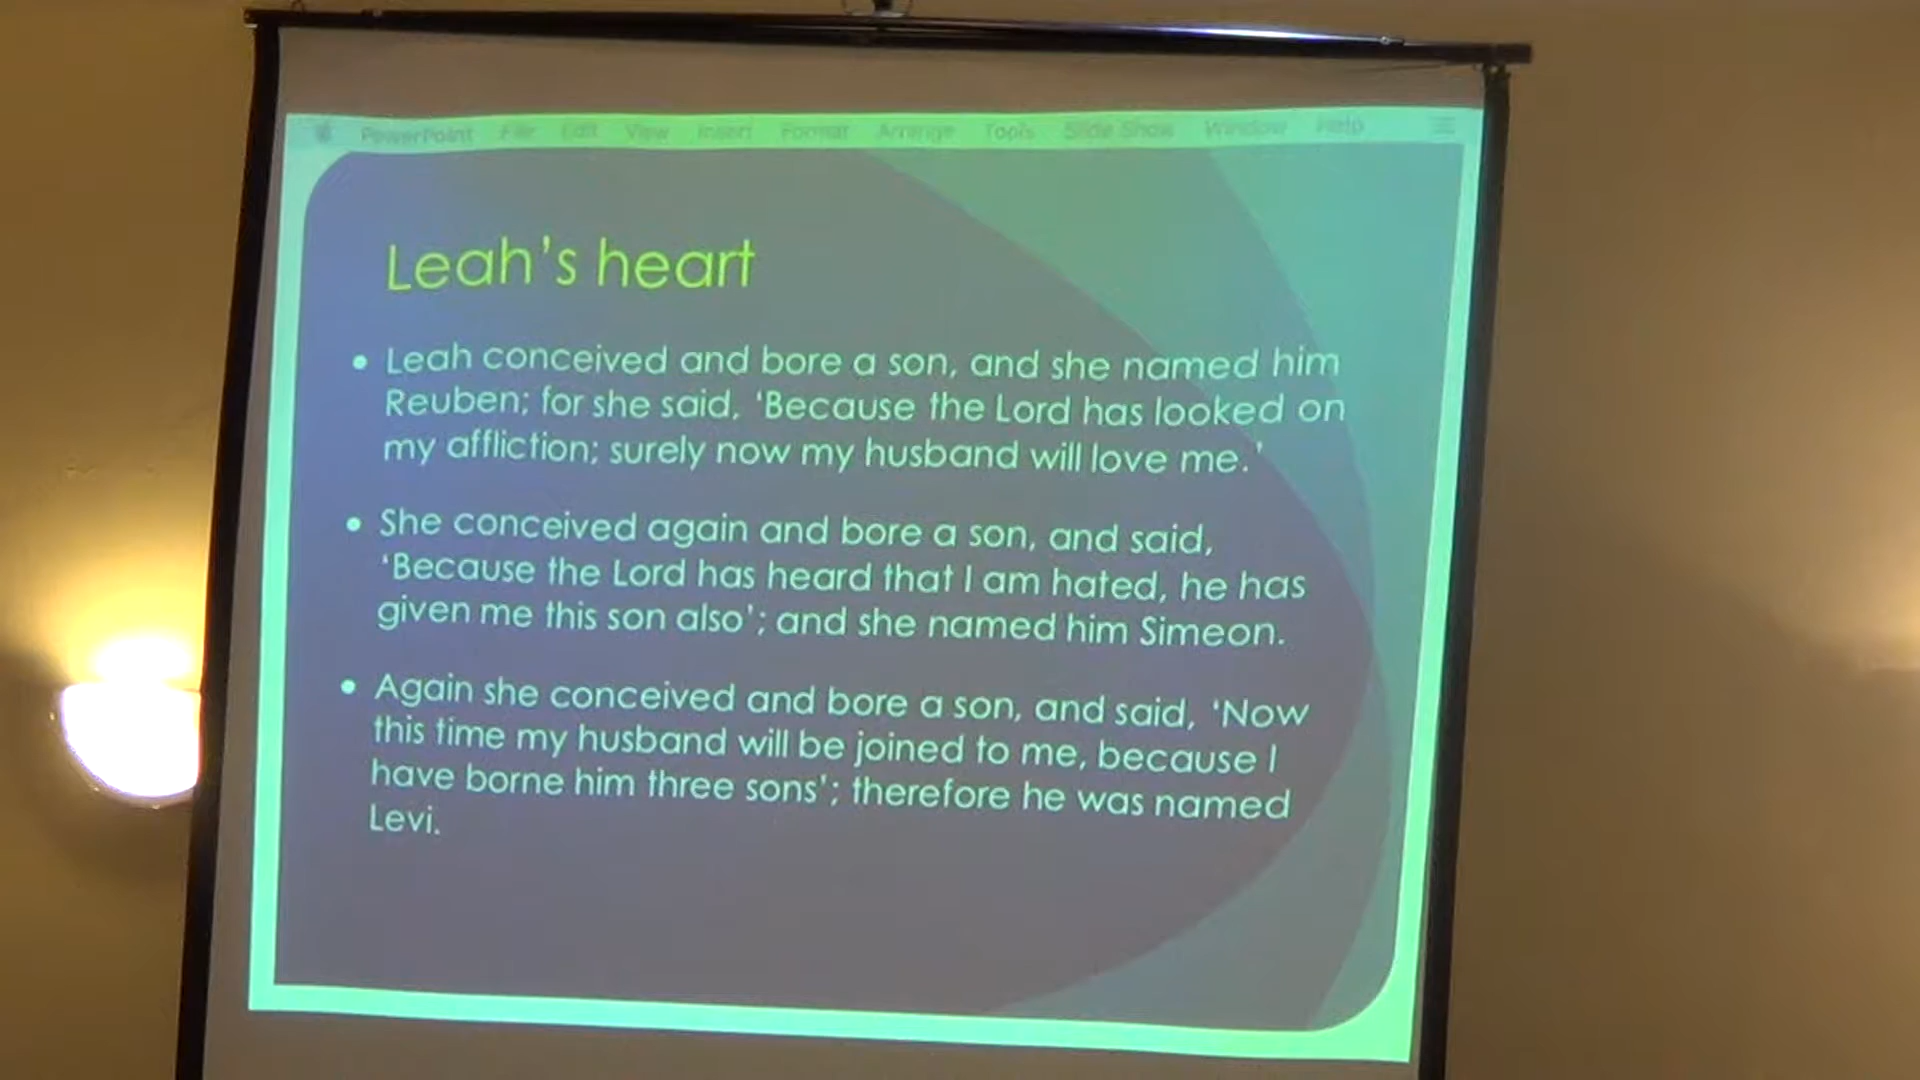 PowerPoint File Edit View Insert Format Arrange Tools Slide Show Window Help
Leah's heart
• Leah conceived and bore a son, and she named him
Reuben; for she said, 'Because the Lord has looked on
my affliction; surely now my husband will love me.'
• She conceived again and bore a son, and said,
'Because the Lord has heard that I am hated, he has
given me this son also'; and she named him Simeon.
• Again she conceived and bore a son, and said, 'Now
this time my husband will be joined to me, because I
have borne him three sons'; therefore he was named
Levi.